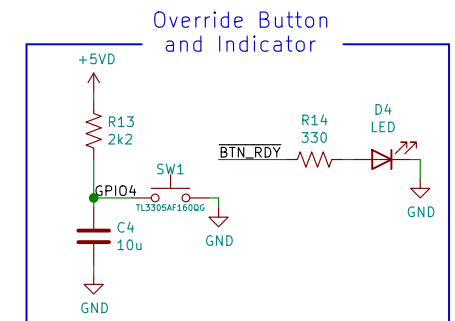 Override Button
and Indicator
+5VD
R13
2k2
GPIO4
SW1
TL3305AF160QG
GND
C4
10u
GND
BTN_RDY
R14
330
D4
LED
GND